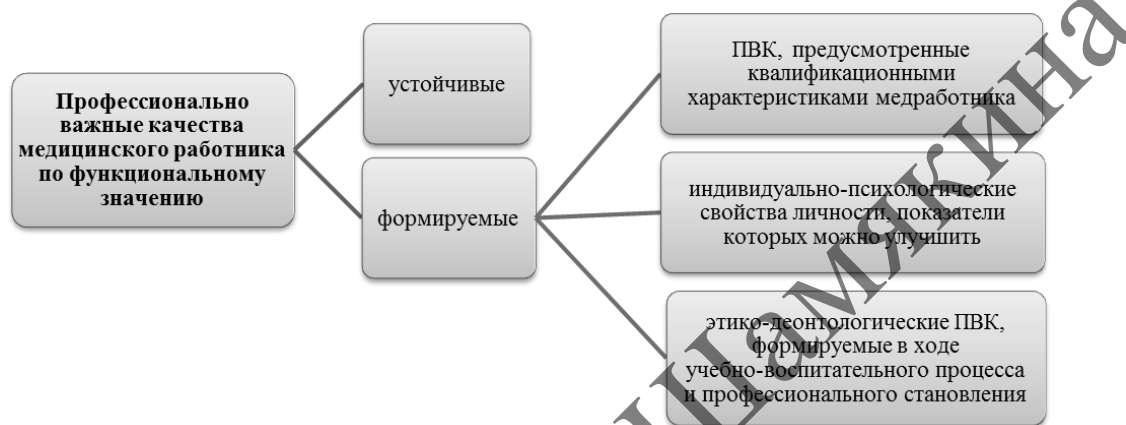 Профессионально
важные качества
медицинского работника
по функциональному
значению
устойчивые
формируемые
ПВК, предусмотренные
квалификационными
характеристиками медработника
индивидуально-психологические
свойства личности, показатели
которых можно улучшить
этико-деонтологические ПВК,
формируемые в ходе
учебно-воспитательного процесса
и профессионального становления
Шамякина